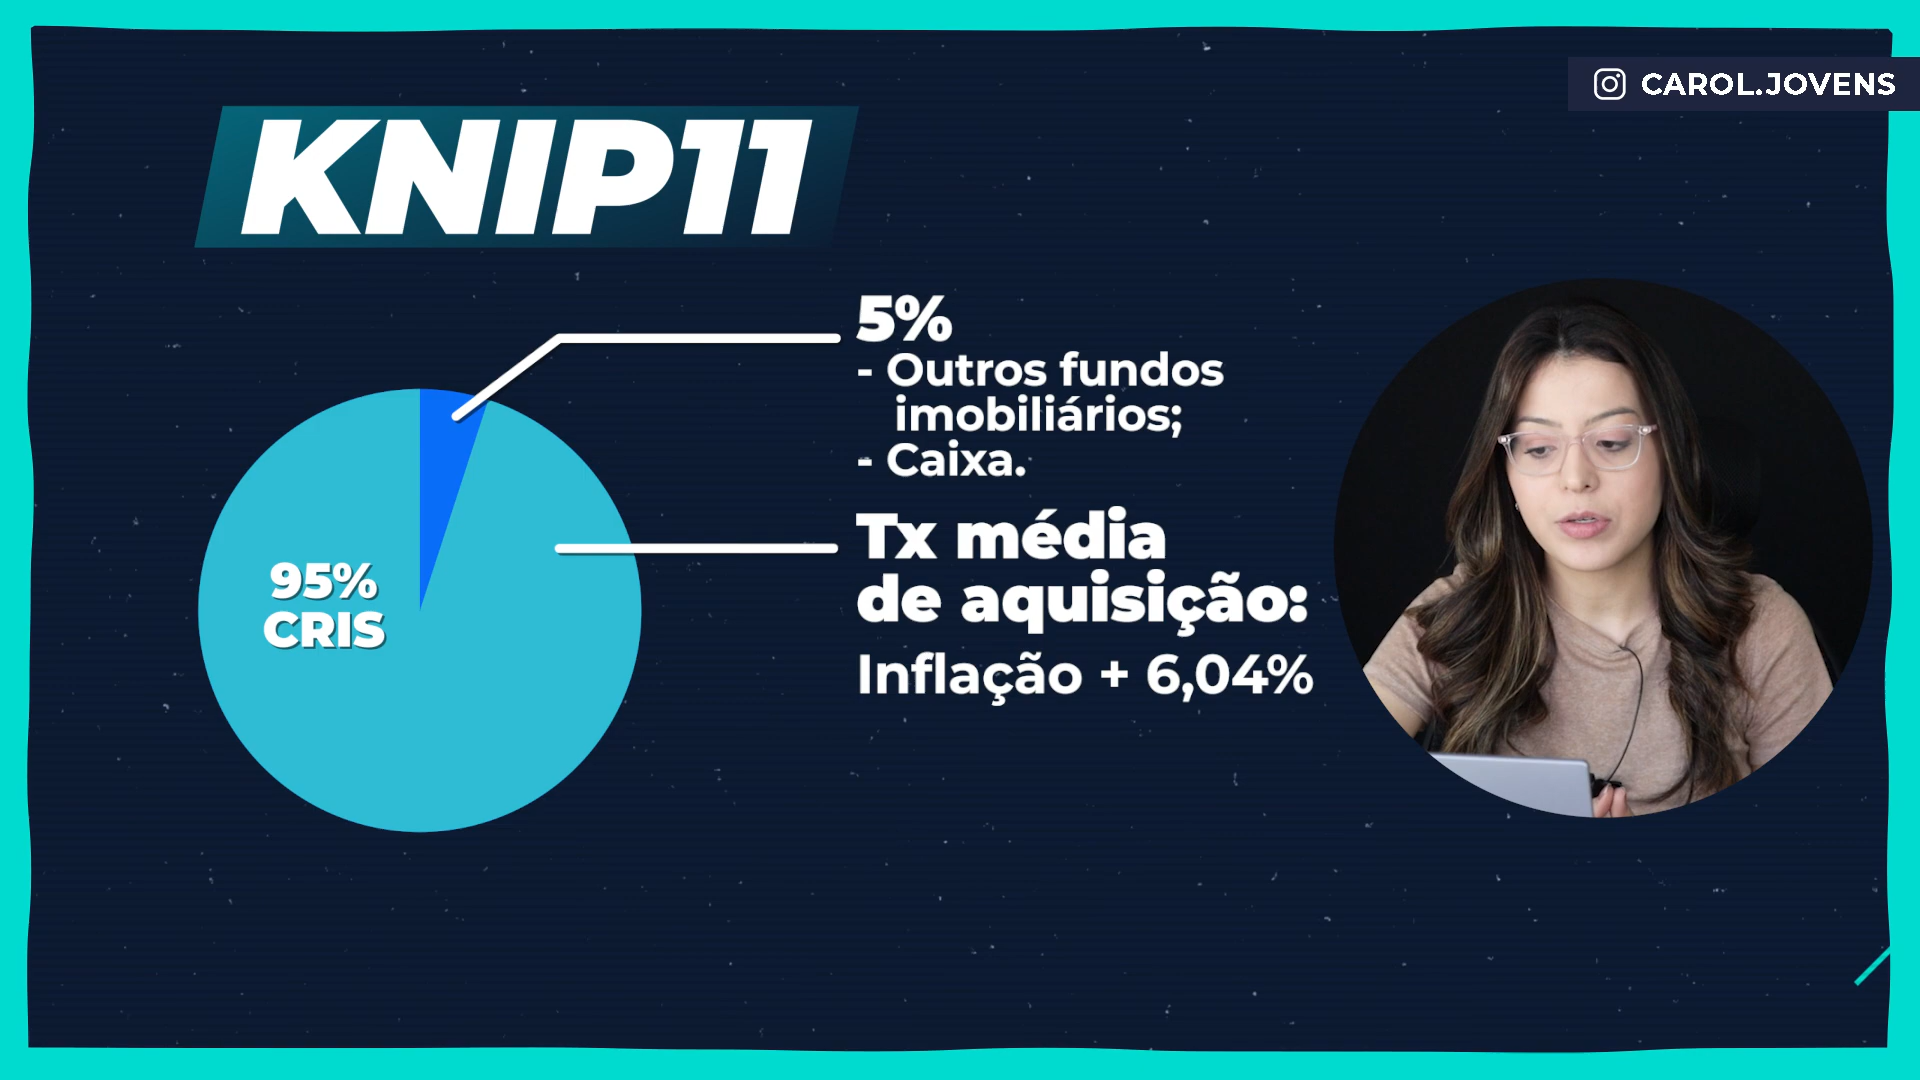 CAROL.JOVENS
KNIP11
5%
- Outros fundos
imobiliários;
- Caixa.
Tx média
de aquisição:
Inflação + 6,04%
95%
CRIS